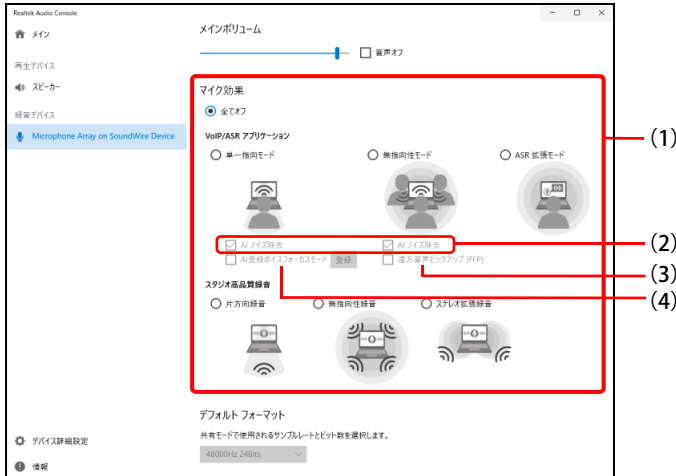 Realtek Audio Console
メイン
再生デバイス
スピーカー
録音デバイス
Microphone Array on SoundWire Device
デバイス詳細設定
情報
メインボリューム
音声オフ
マイク効果
全てオフ
VoIP/ASR アプリケーション
単一指向モード 無指向性モード ASR 拡張モード
AI ノイズ除去 AI ノイズ除去
AI登録ボイスフォーカスモード 登録 遠方音声ピックアップ (FFP)
スタジオ高品質録音
片方向録音 無指向性録音 ステレオ拡張録音
デフォルト フォーマット
共有モードで使用されるサンプルレートとビット数を選択します。
48000Hz 24Bits
(1)
(2)
(3)
(4)